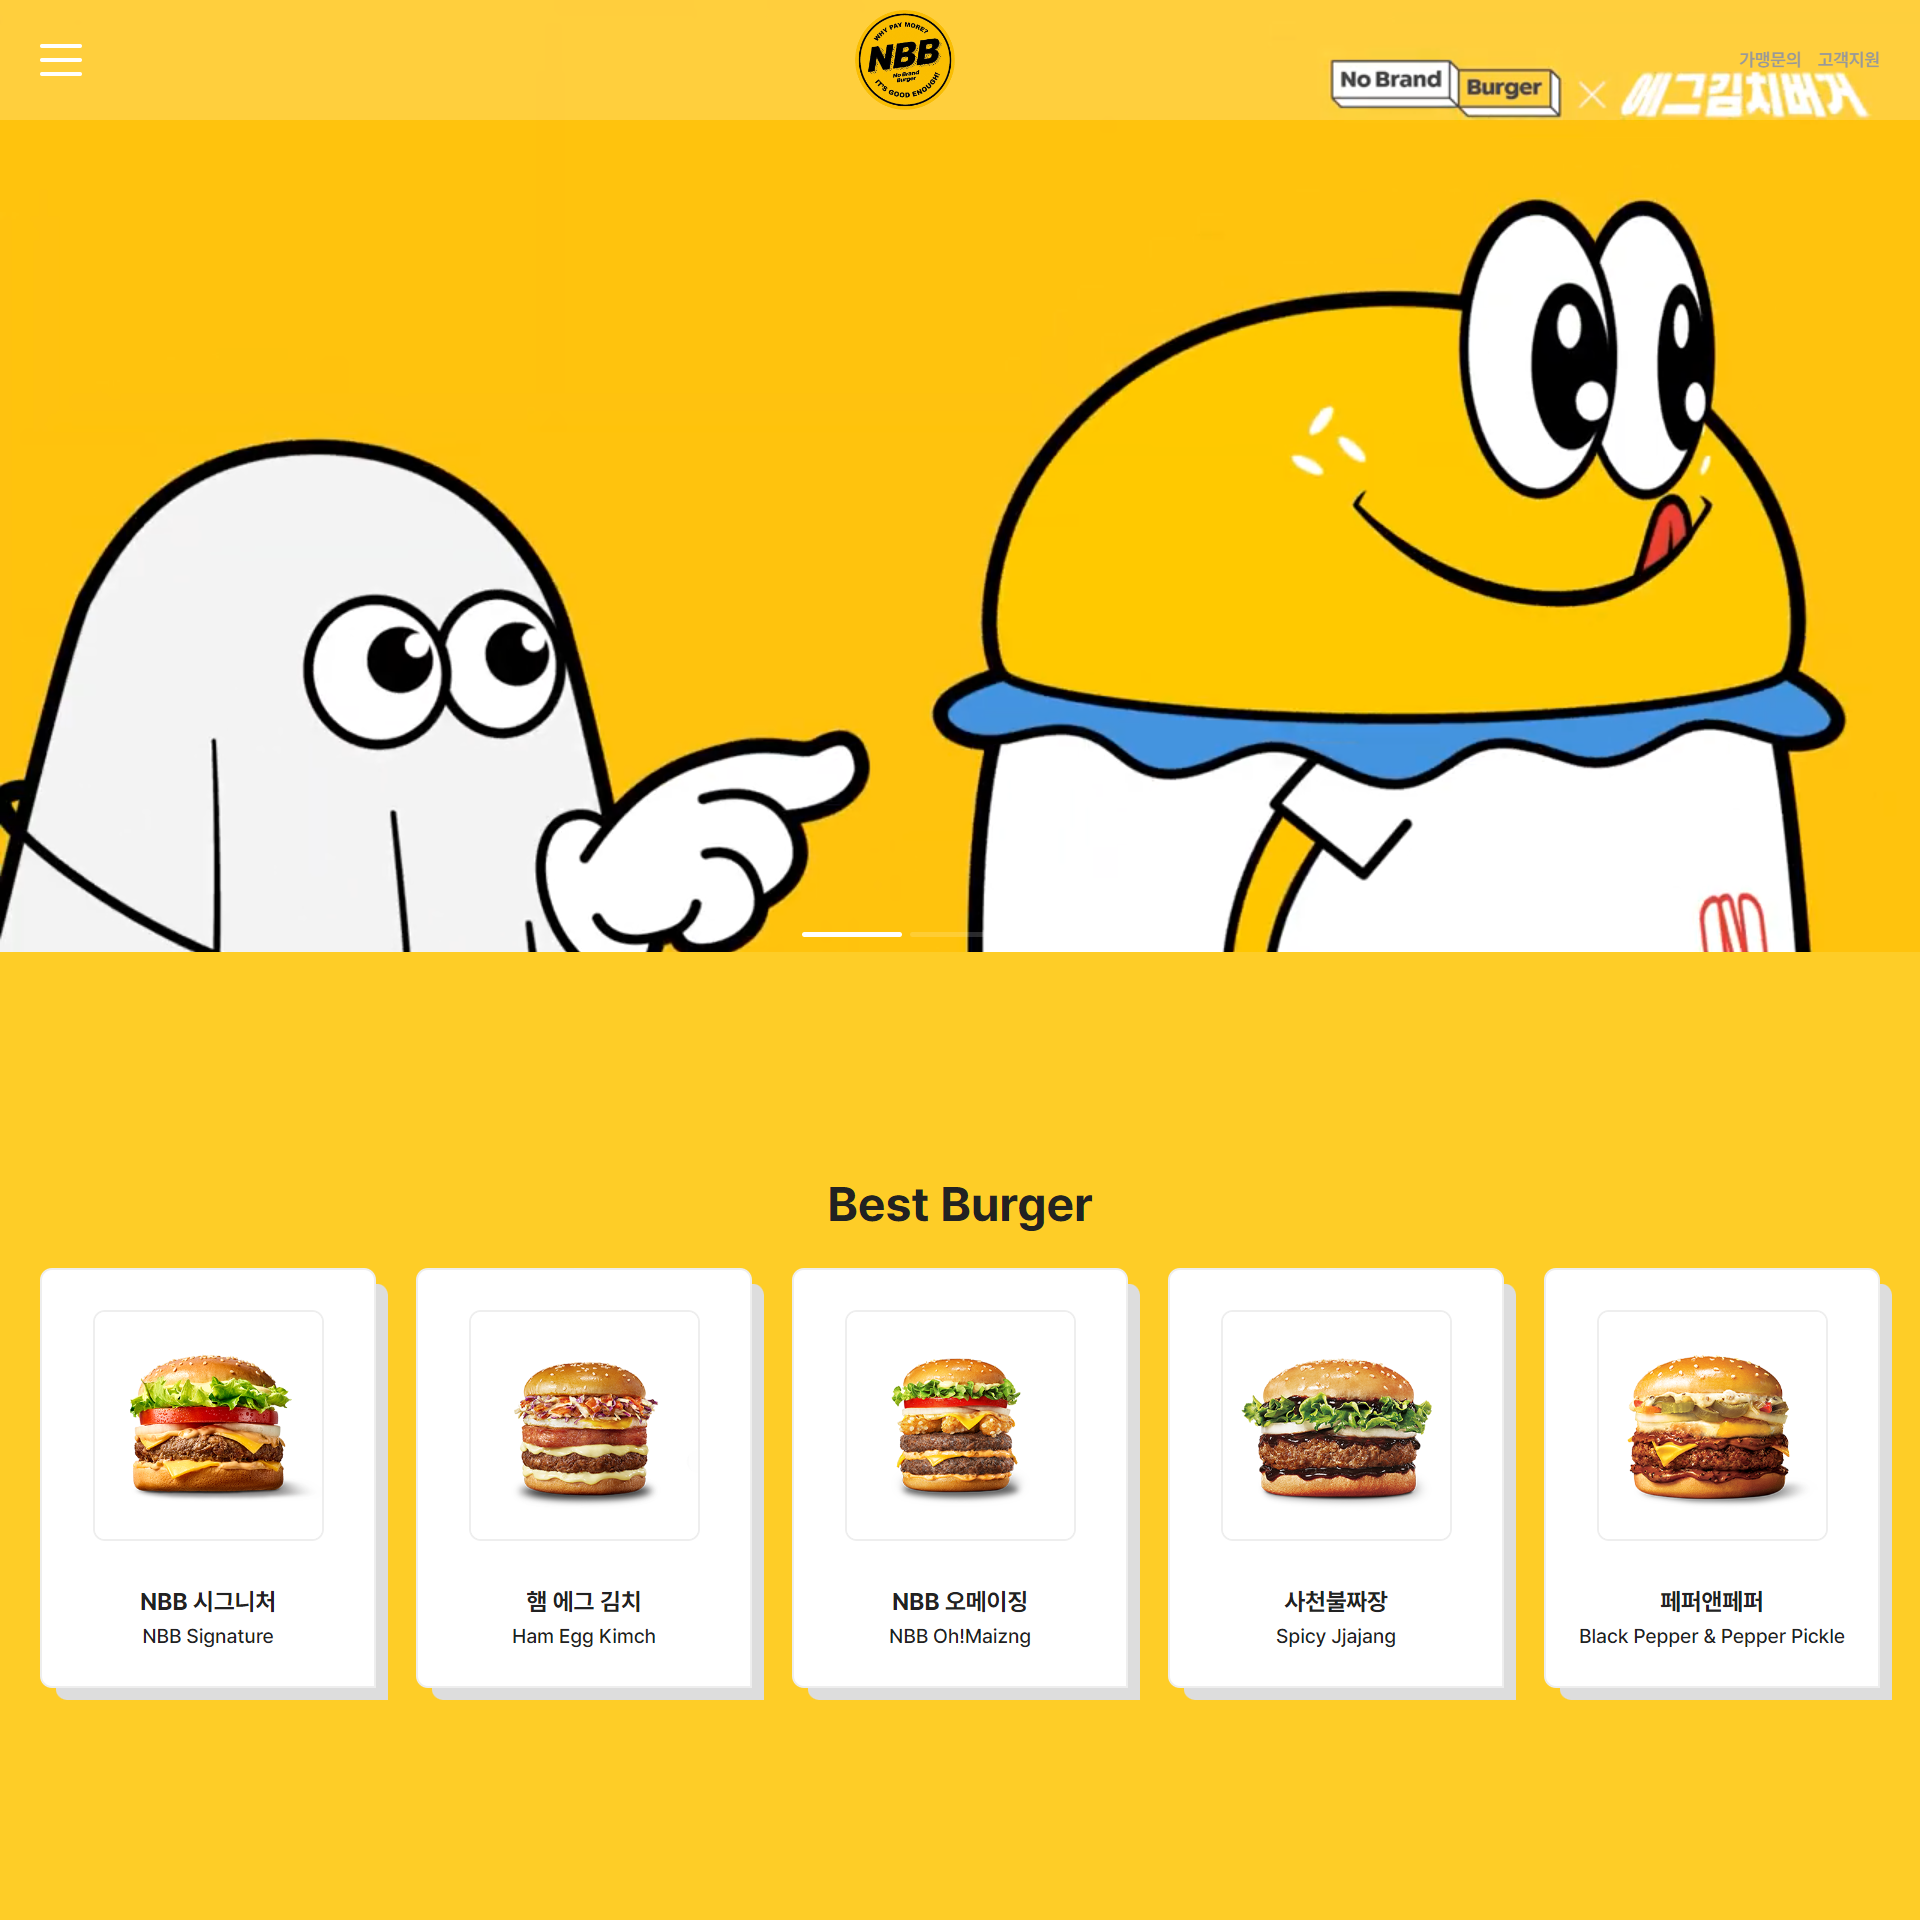 WHY PAY MORE?
NBB
No Brand
Burger
IT'S GOOD ENOUGH!
가맹문의 고객지원
No Brand Burger × 에그김치버거
Best Burger
NBB 시그니처
NBB Signature
햄 에그 김치
Ham Egg Kimch
NBB 오메이징
NBB Oh!Maizng
사천불짜장
Spicy Jjajang
페퍼앤페퍼
Black Pepper & Pepper Pickle